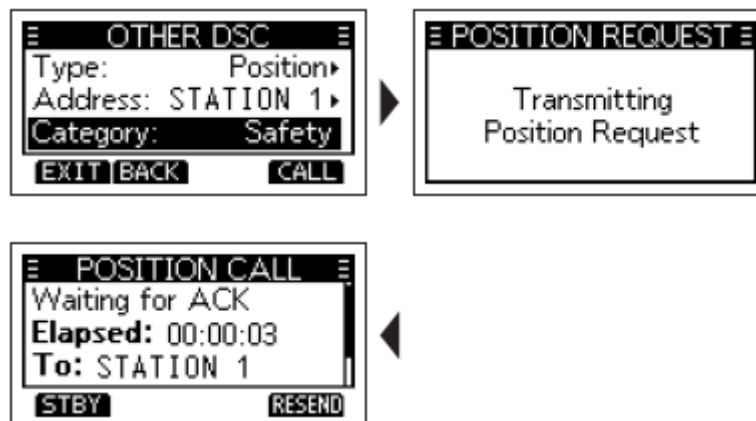 OTHER DSC
Type: Position
Address: STATION 1
Category: Safety
EXIT BACK CALL
POSITION REQUEST
Transmitting
Position Request
POSITION CALL
Waiting for ACK
Elapsed: 00:00:03
To: STATION 1
STBY RESEND